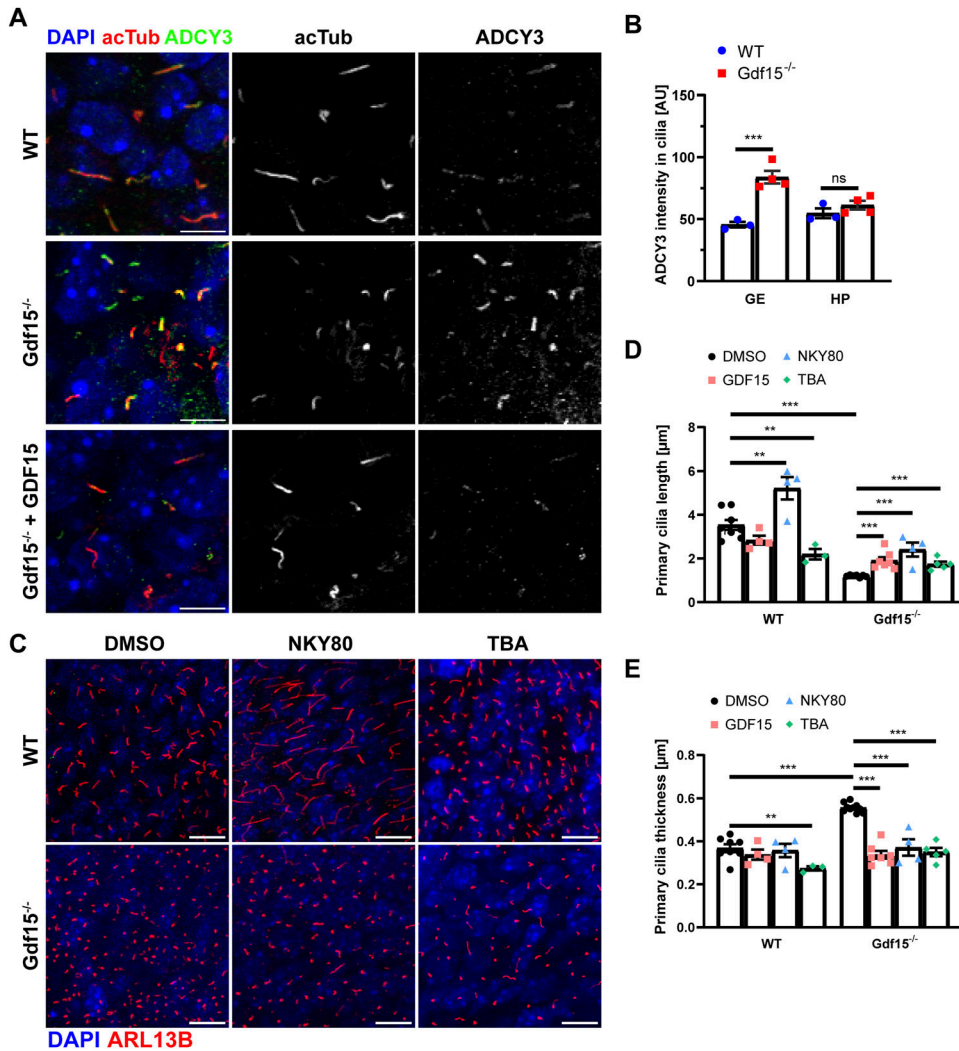 A
DAPI acTub ADCY3
acTub
ADCY3
WT
Gdf15-/-
Gdf15-/- + GDF15
B
WT
Gdf15-/-
ADCY3 intensity in cilia [AU]
150
100
50
0
***
ns
GE
HP
C
DMSO
NKY80
TBA
WT
Gdf15-/-
DAPI ARL13B
D
DMSO
NKY80
GDF15
TBA
Primary cilia length [µm]
8
6
4
2
0
***
**
**
***
***
***
WT
Gdf15-/-
E
DMSO
NKY80
GDF15
TBA
Primary cilia thickness [µm]
0.8
0.6
0.4
0.2
0.0
***
**
***
***
***
WT
Gdf15-/-